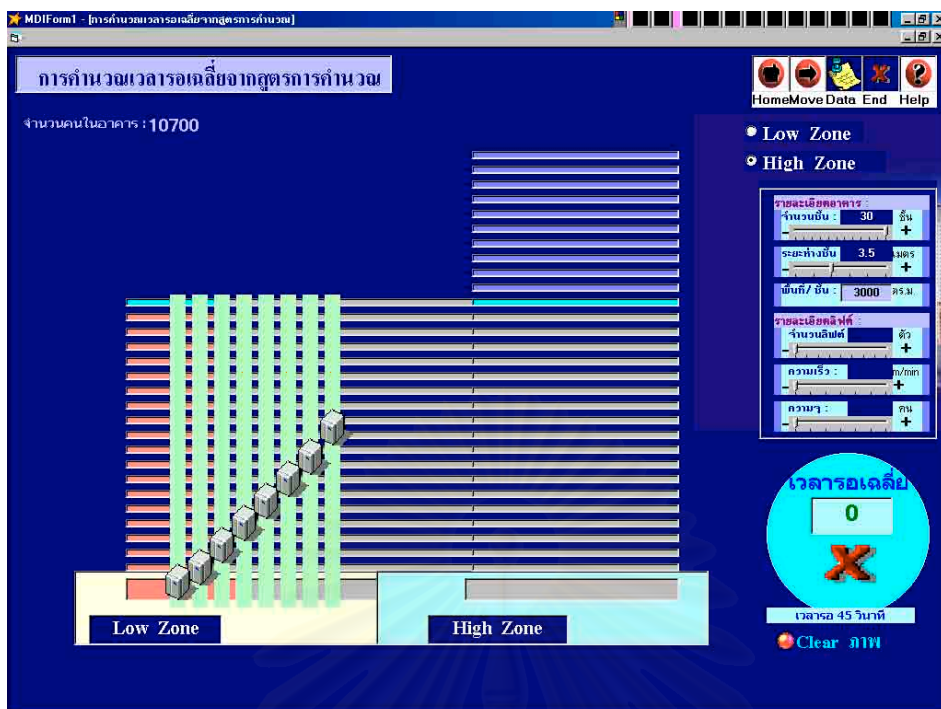 MDIForm1 - [การคำนวณเวลารอเฉลี่ยจากสูตรการคำนวณ]
การคำนวณเวลารอเฉลี่ยจากสูตรการคำนวณ
Home Move Data End Help
จำนวนคนในอาคาร : 10700
Low Zone
High Zone
รายละเอียดอาคาร :
จำนวนชั้น : 30 ชั้น
- +
ระยะห่างชั้น 3.5 เมตร
- +
พื้นที่/ ชั้น : 3000 ตร.ม.
รายละเอียดลิฟต์ :
จำนวนลิฟต์ ตัว
- +
ความเร็ว : m/min
- +
ความจุ : คน
- +
เวลารอเฉลี่ย
0
เวลารอ 45 วินาที
Clear ภาพ
Low Zone
High Zone